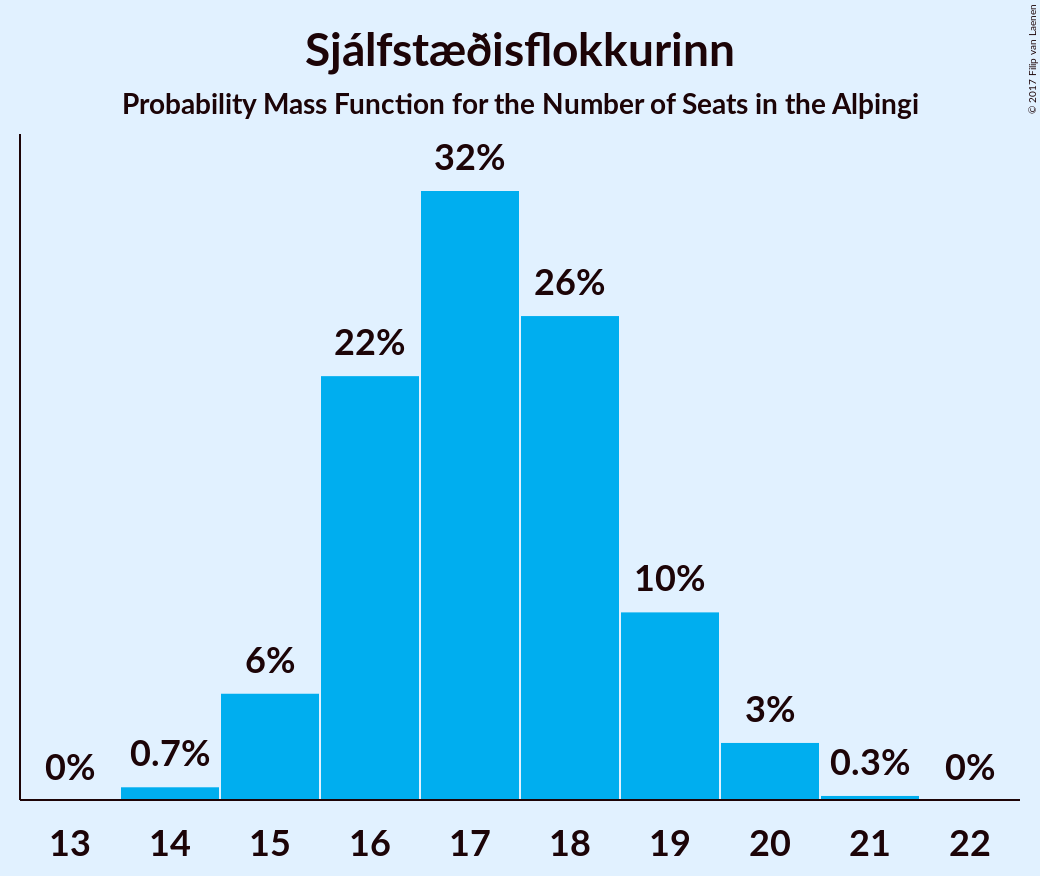 Sjálfstæðisflokkurinn
Probability Mass Function for the Number of Seats in the Alþingi
© 2017 Filip van Laenen
32%
26%
22%
10%
6%
3%
0.7%
0.3%
0%
0%
13 14 15 16 17 18 19 20 21 22